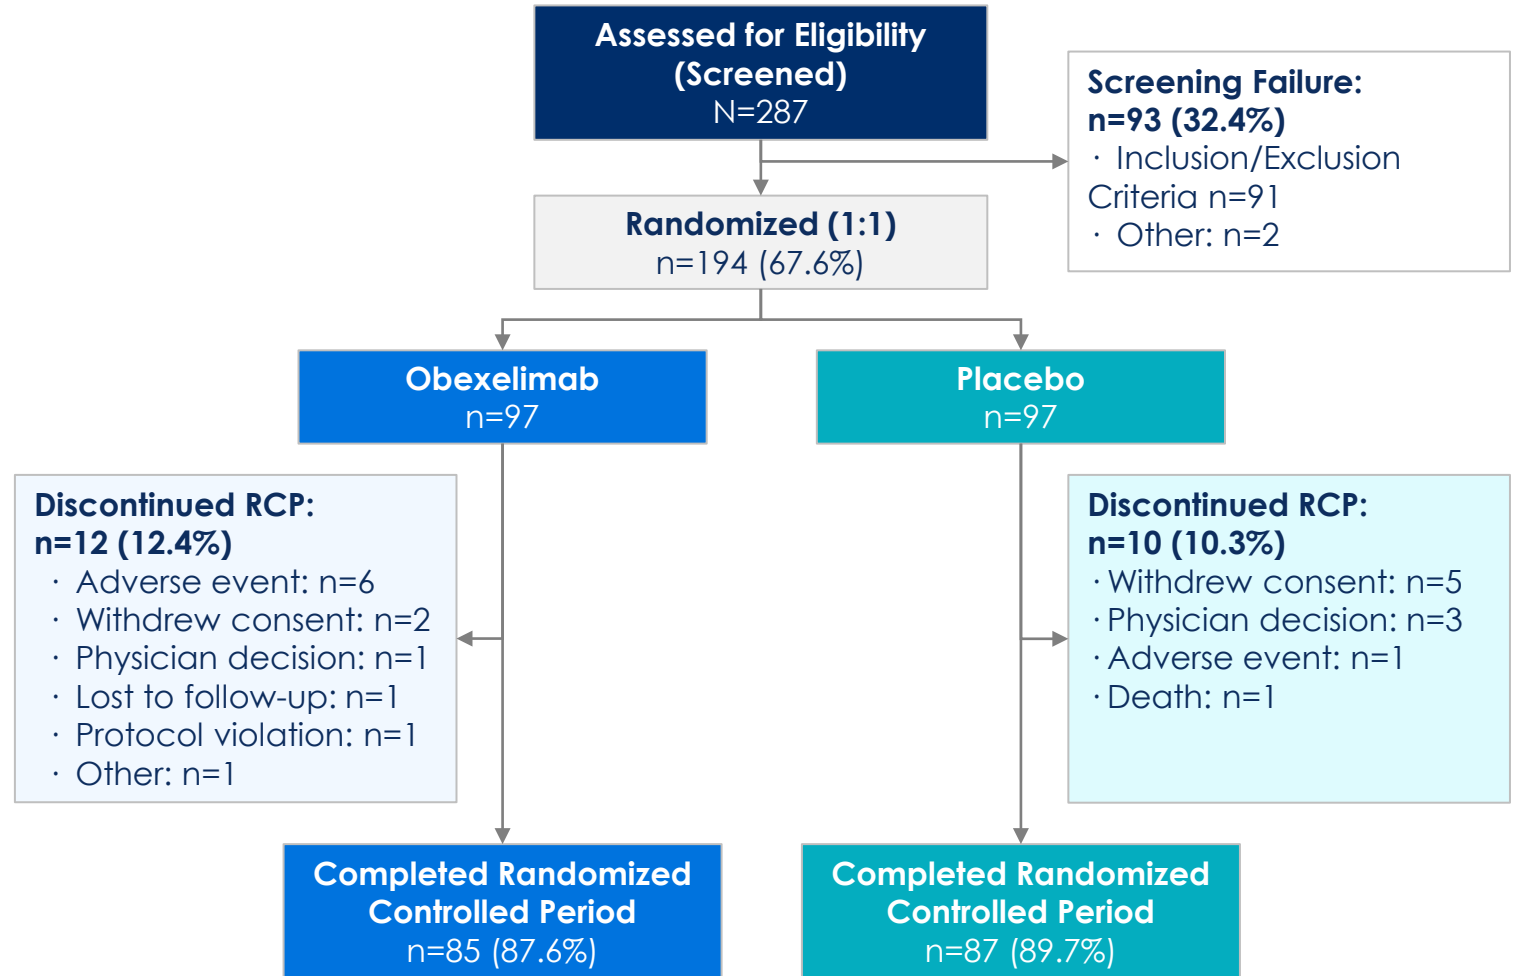 Assessed for Eligibility
(Screened)
N=287
Screening Failure:
n=93 (32.4%)
· Inclusion/Exclusion
Criteria n=91
· Other: n=2
Randomized (1:1)
n=194 (67.6%)
Obexelimab
n=97
Placebo
n=97
Discontinued RCP:
n=12 (12.4%)
· Adverse event: n=6
· Withdrew consent: n=2
· Physician decision: n=1
· Lost to follow-up: n=1
· Protocol violation: n=1
· Other: n=1
Discontinued RCP:
n=10 (10.3%)
· Withdrew consent: n=5
· Physician decision: n=3
· Adverse event: n=1
· Death: n=1
Completed Randomized
Controlled Period
n=85 (87.6%)
Completed Randomized
Controlled Period
n=87 (89.7%)